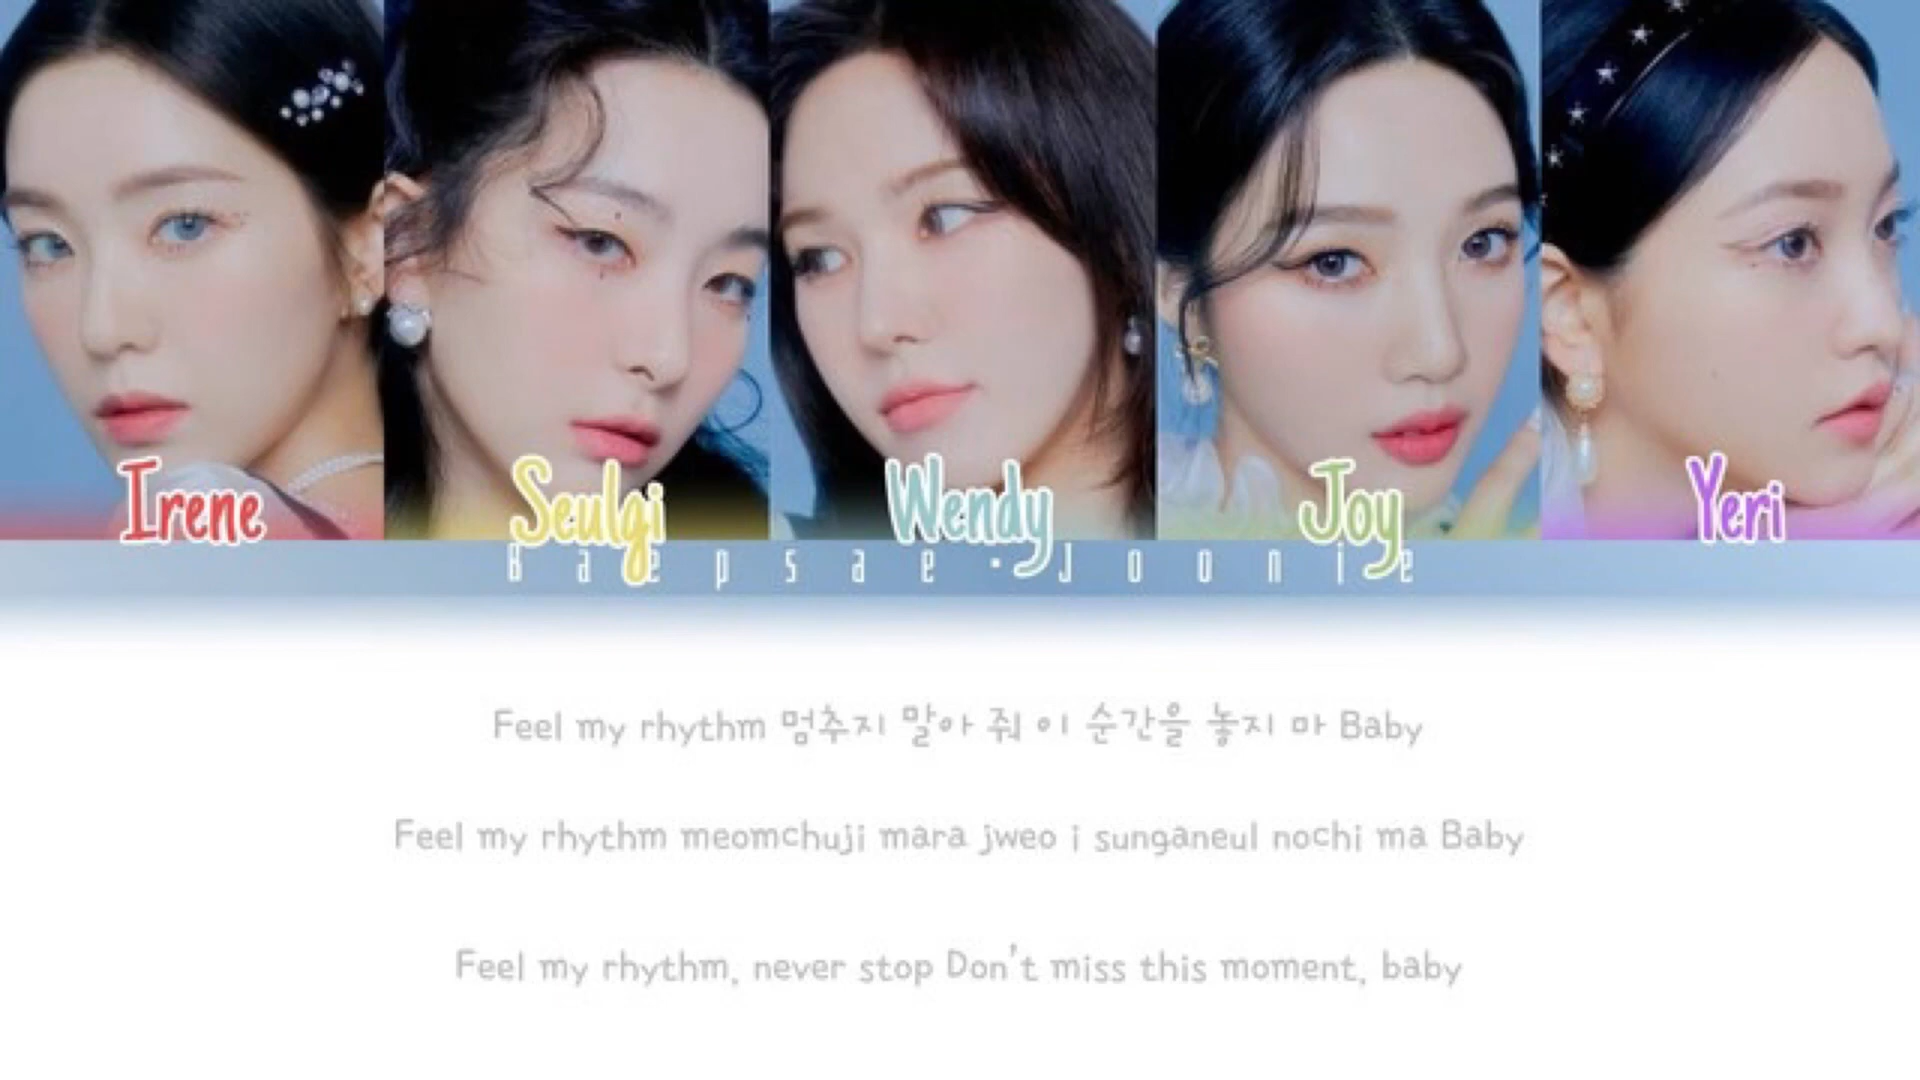 Irene Seulgi Wendy Joy Yeri
Baepsae·Joonie
Feel my rhythm 멈추지 말아 줘 이 순간을 놓지 마 Baby
Feel my rhythm meomchuji mara jweo i sunganeul nochi ma Baby
Feel my rhythm, never stop Don't miss this moment, baby